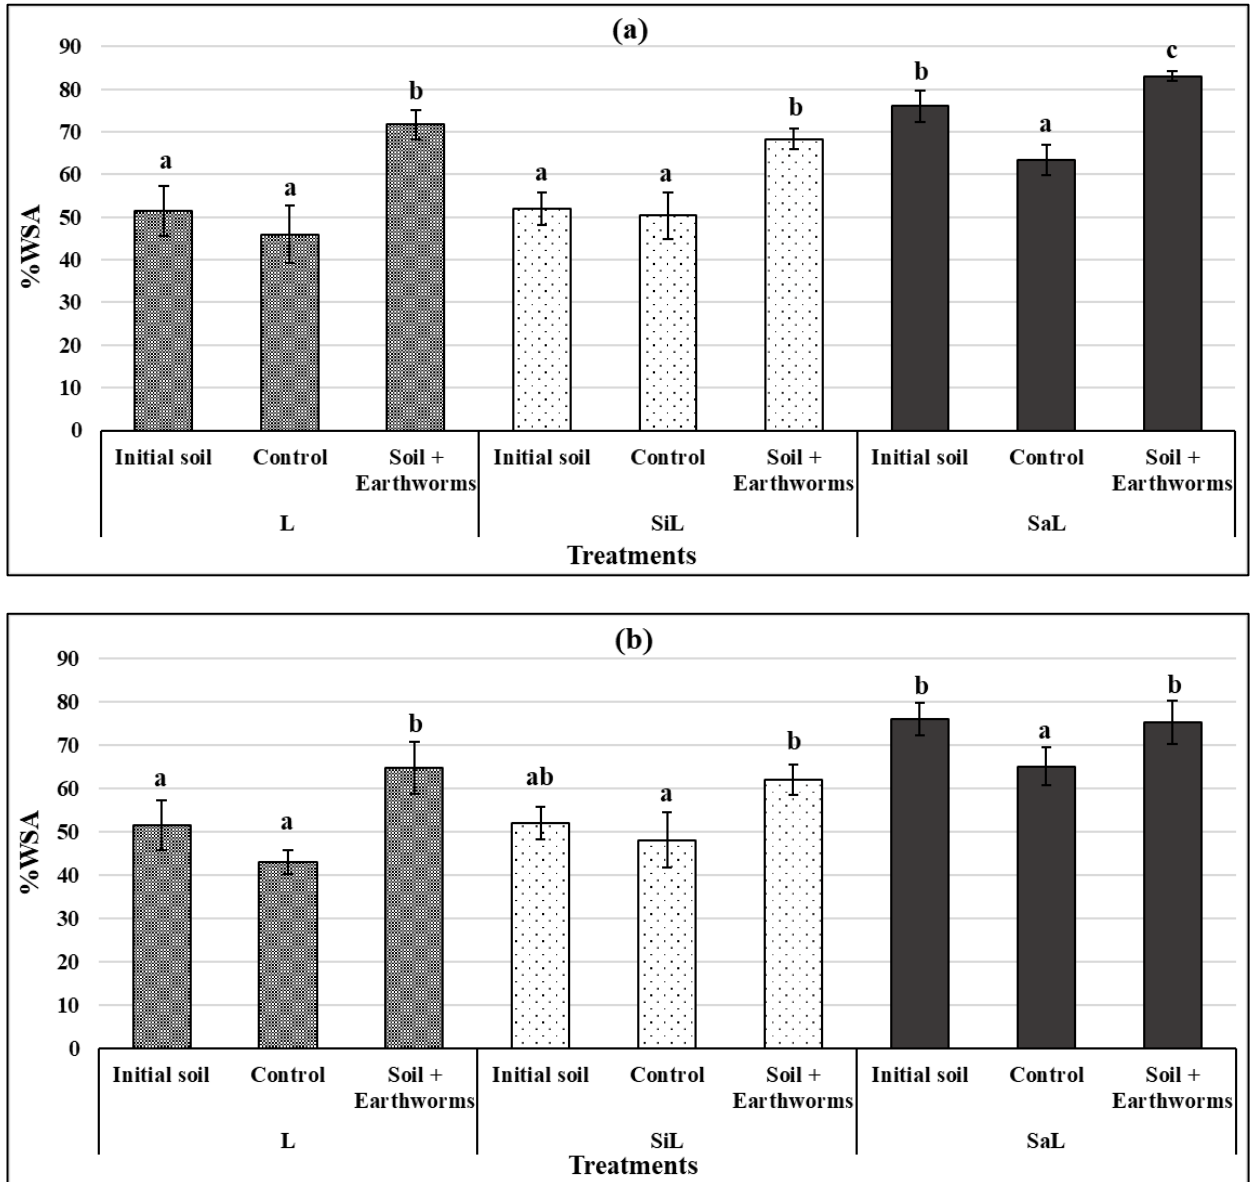 (a)
90
80
70
60
50
40
30
20
10
0
%WSA
a
a
b
a
a
b
b
a
c
Initial soil Control Soil + Initial soil Control Soil + Initial soil Control Soil +
Earthworms Earthworms Earthworms
L SiL SaL
Treatments
(b)
90
80
70
60
50
40
30
20
10
0
%WSA
a
a
b
ab
a
b
b
a
b
Initial soil Control Soil + Initial soil Control Soil + Initial soil Control Soil +
Earthworms Earthworms Earthworms
L SiL SaL
Treatments